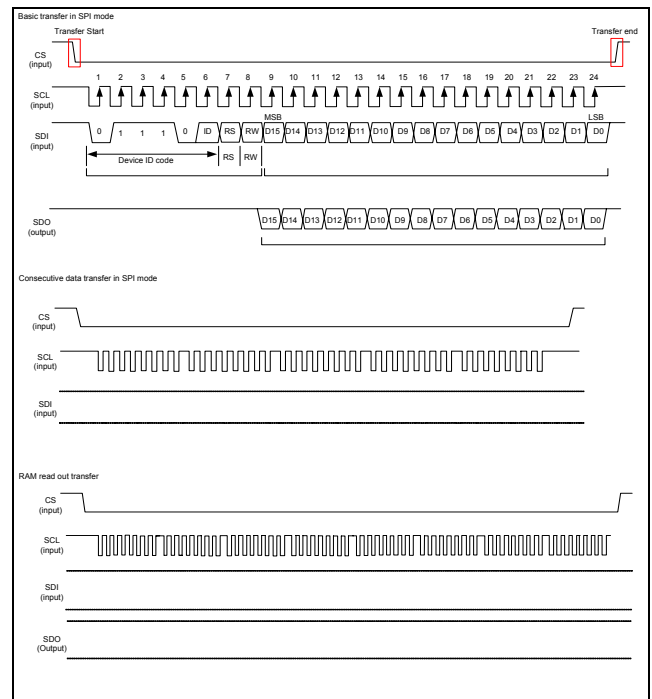 Basic transfer in SPI mode
Transfer Start
Transfer end
CS
(input)
1 2 3 4 5 6 7 8 9 10 11 12 13 14 15 16 17 18 19 20 21 22 23 24
SCL
(input)
MSB
LSB
SDI
(input)
0 1 1 1 0 ID RS RW D15 D14 D13 D12 D11 D10 D9 D8 D7 D6 D5 D4 D3 D2 D1 D0
Device ID code
RS
RW
SDO
(output)
D15 D14 D13 D12 D11 D10 D9 D8 D7 D6 D5 D4 D3 D2 D1 D0
Consecutive data transfer in SPI mode
CS
(input)
SCL
(input)
SDI
(input)
RAM read out transfer
CS
(input)
SCL
(input)
SDI
(input)
SDO
(Output)